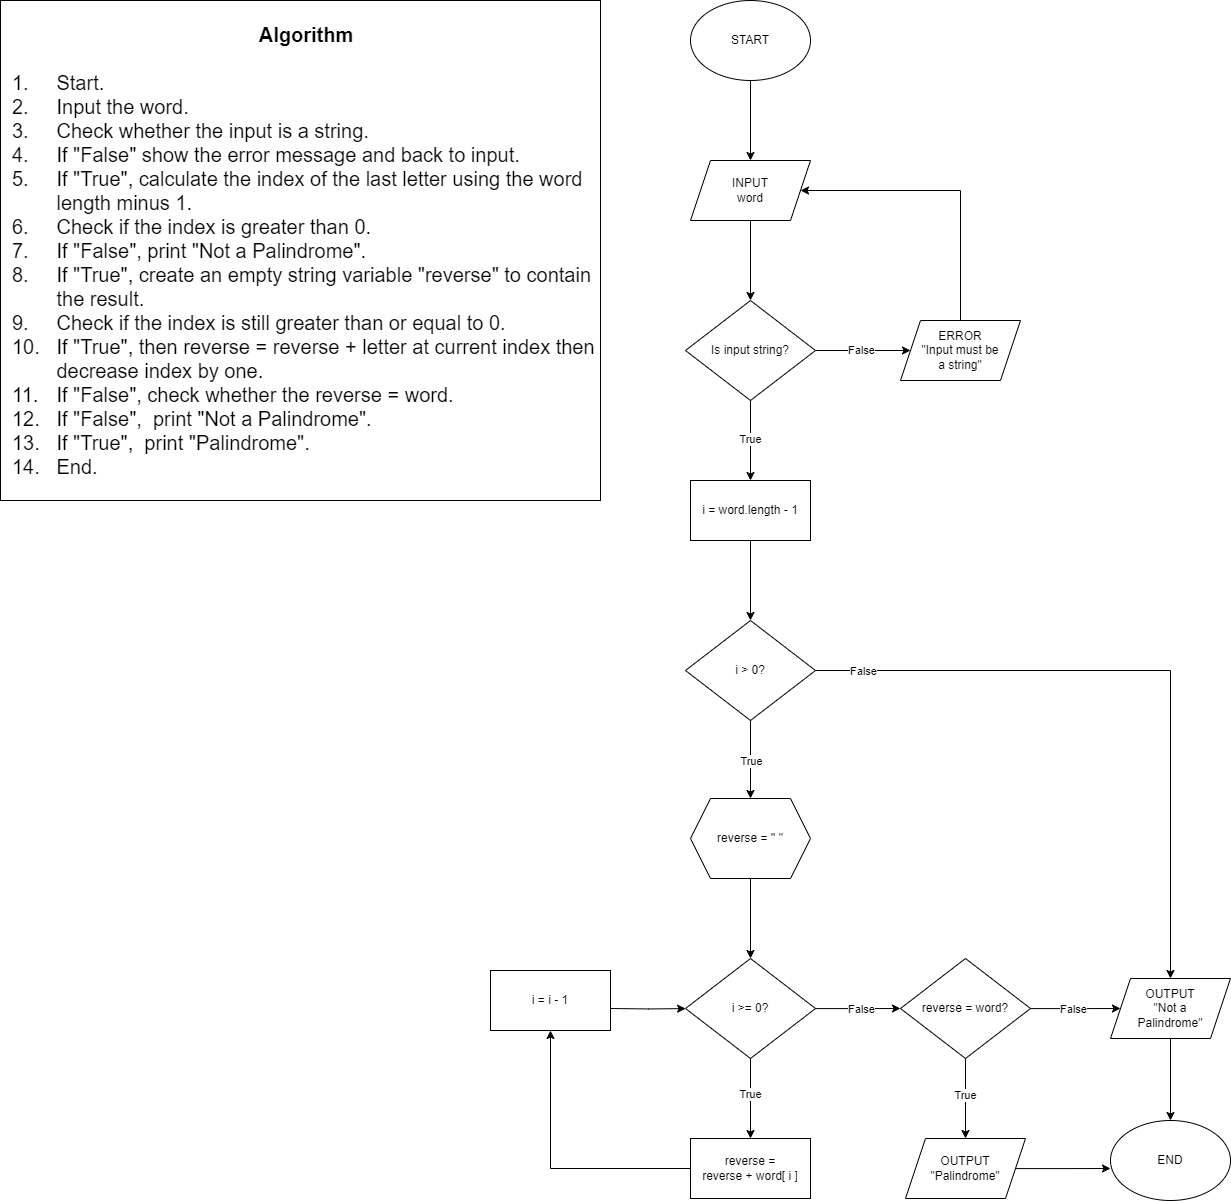 Algorithm
1. Start.
2. Input the word.
3. Check whether the input is a string.
4. If "False" show the error message and back to input.
5. If "True", calculate the index of the last letter using the word
length minus 1.
6. Check if the index is greater than 0.
7. If "False", print "Not a Palindrome".
8. If "True", create an empty string variable "reverse" to contain
the result.
9. Check if the index is still greater than or equal to 0.
10. If "True", then reverse = reverse + letter at current index then
decrease index by one.
11. If "False", check whether the reverse = word.
12. If "False",  print "Not a Palindrome".
13. If "True",  print "Palindrome".
14. End.
START
INPUT
word
Is input string?
False
ERROR
"Input must be
a string"
True
i = word.length - 1
i > 0?
False
True
reverse = " "
i = i - 1
i >= 0?
False
reverse = word?
False
OUTPUT
"Not a
Palindrome"
True
True
reverse =
reverse + word[ i ]
OUTPUT
"Palindrome"
END